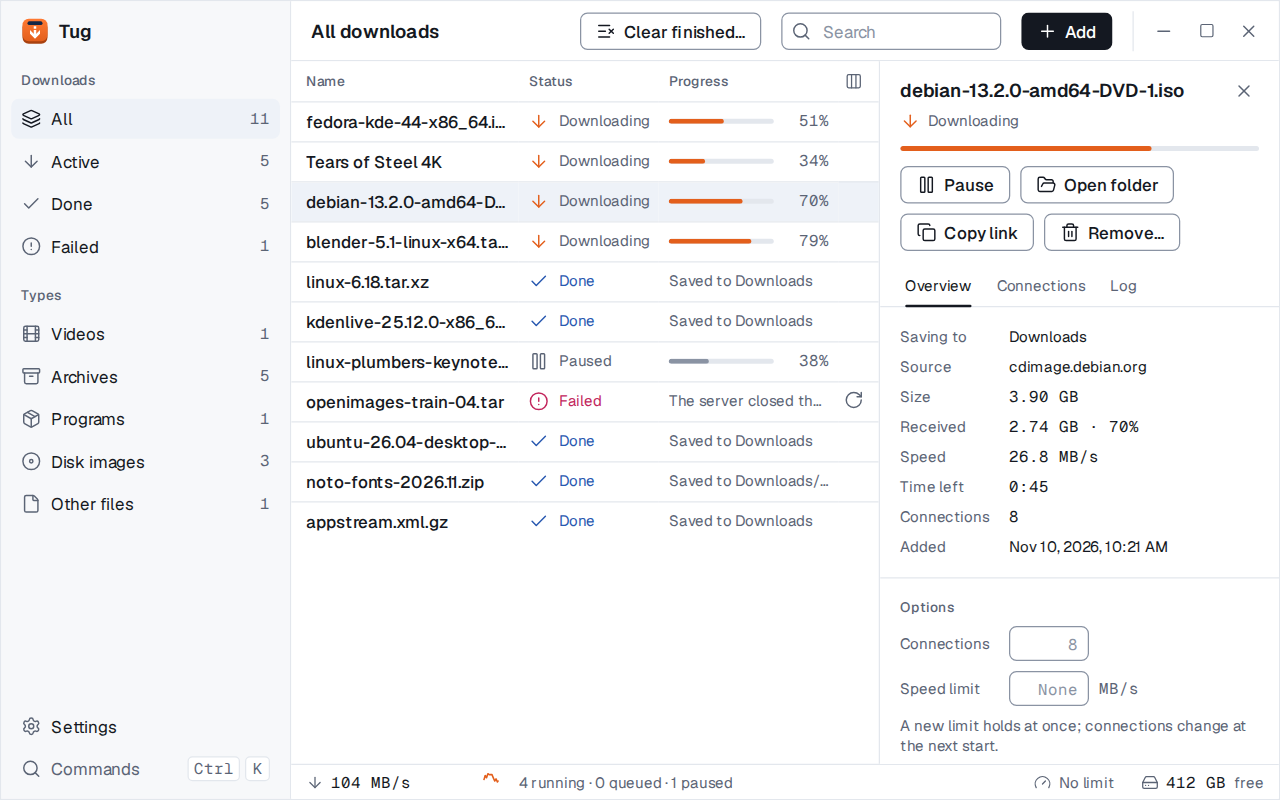 Tug
Downloads
All 11
Active 5
Done 5
Failed 1
Types
Videos 1
Archives 5
Programs 1
Disk images 3
Other files 1
Settings
Commands Ctrl K
All downloads
Clear finished…
Search
Add
Name Status Progress
fedora-kde-44-x86_64.i… Downloading 51%
Tears of Steel 4K Downloading 34%
debian-13.2.0-amd64-D… Downloading 70%
blender-5.1-linux-x64.ta… Downloading 79%
linux-6.18.tar.xz Done Saved to Downloads
kdenlive-25.12.0-x86_6… Done Saved to Downloads
linux-plumbers-keynote… Paused 38%
openimages-train-04.tar Failed The server closed th…
ubuntu-26.04-desktop-… Done Saved to Downloads
noto-fonts-2026.11.zip Done Saved to Downloads/…
appstream.xml.gz Done Saved to Downloads
debian-13.2.0-amd64-DVD-1.iso
Downloading
Pause
Open folder
Copy link
Remove…
Overview Connections Log
Saving to Downloads
Source cdimage.debian.org
Size 3.90 GB
Received 2.74 GB · 70%
Speed 26.8 MB/s
Time left 0:45
Connections 8
Added Nov 10, 2026, 10:21 AM
Options
Connections 8
Speed limit None MB/s
A new limit holds at once; connections change at
the next start.
104 MB/s
4 running · 0 queued · 1 paused
No limit
412 GB free